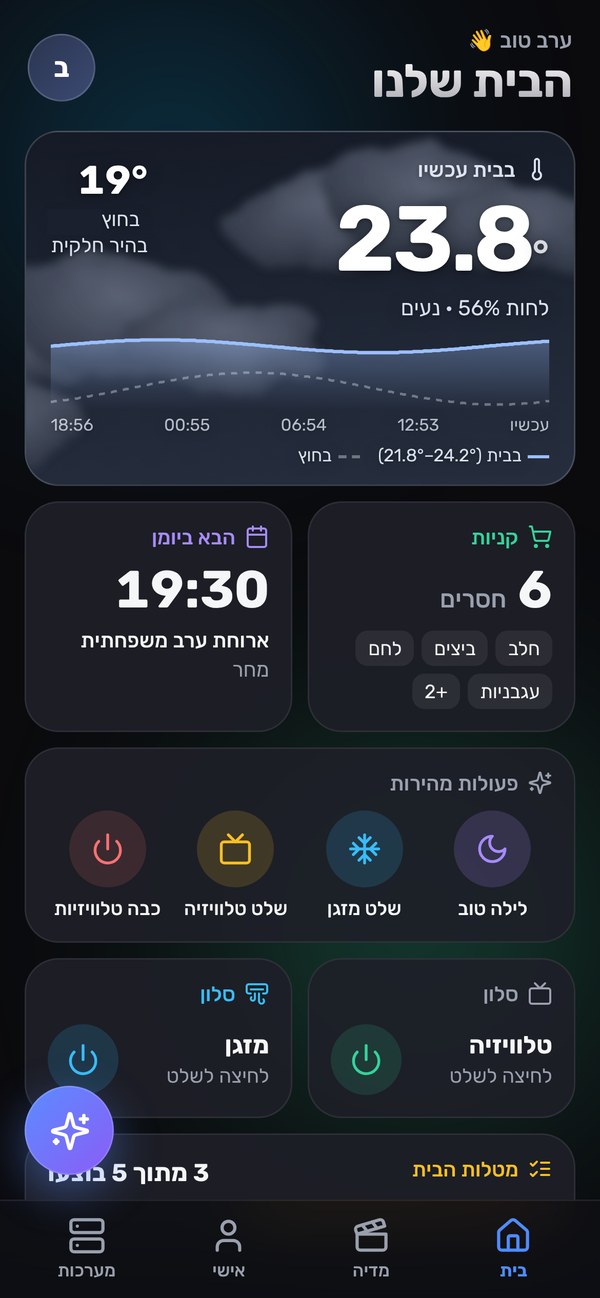 ערב טוב 👋
הבית שלנו
ב
בבית עכשיו
23.8°
לחות 56% • נעים
19°
בחוץ
בהיר חלקית
עכשיו 12:53 06:54 00:55 18:56
בבית (21.8°–24.2°) בחוץ
קניות
6 חסרים
חלב ביצים לחם
עגבניות +2
הבא ביומן
19:30
ארוחת ערב משפחתית
מחר
פעולות מהירות
לילה טוב
שלט מזגן
שלט טלוויזיה
כבה טלוויזיות
סלון
טלוויזיה
לחיצה לשלט
סלון
מזגן
לחיצה לשלט
מטלות הבית
3 מתוך 5 בוצעו
בית
מדיה
אישי
מערכות